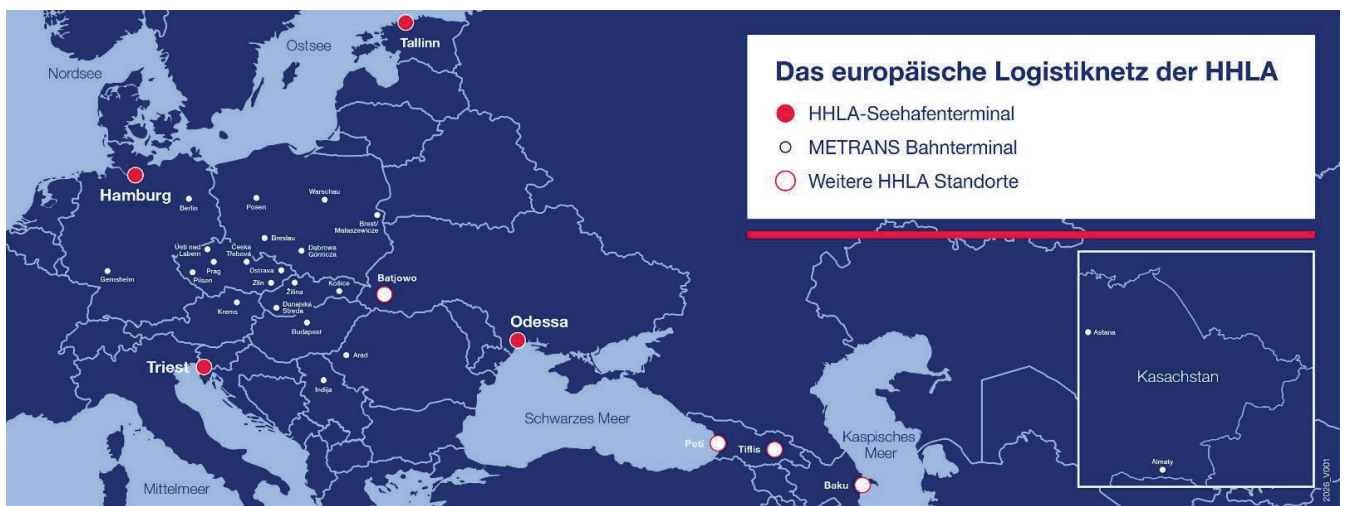 Das europäische Logistiknetz der HHLA
HHLA-Seehafenterminal
METRANS Bahnterminal
Weitere HHLA Standorte
Nordsee
Ostsee
Tallinn
Hamburg
Berlin
Posen
Warschau
Brest/
Małaszewicze
Breslau
Dąbrowa
Górnicza
Ústí nad
Labem
Česká
Třebová
Prag
Pilsen
Ostrava
Zlín
Žilina
Košice
Gernsheim
Krems
Dunajská
Streda
Budapest
Batjowo
Odessa
Arad
Indija
Triest
Schwarzes Meer
Mittelmeer
Poti
Tiflis
Baku
Kaspisches
Meer
Astana
Kasachstan
Almaty
2026_V001